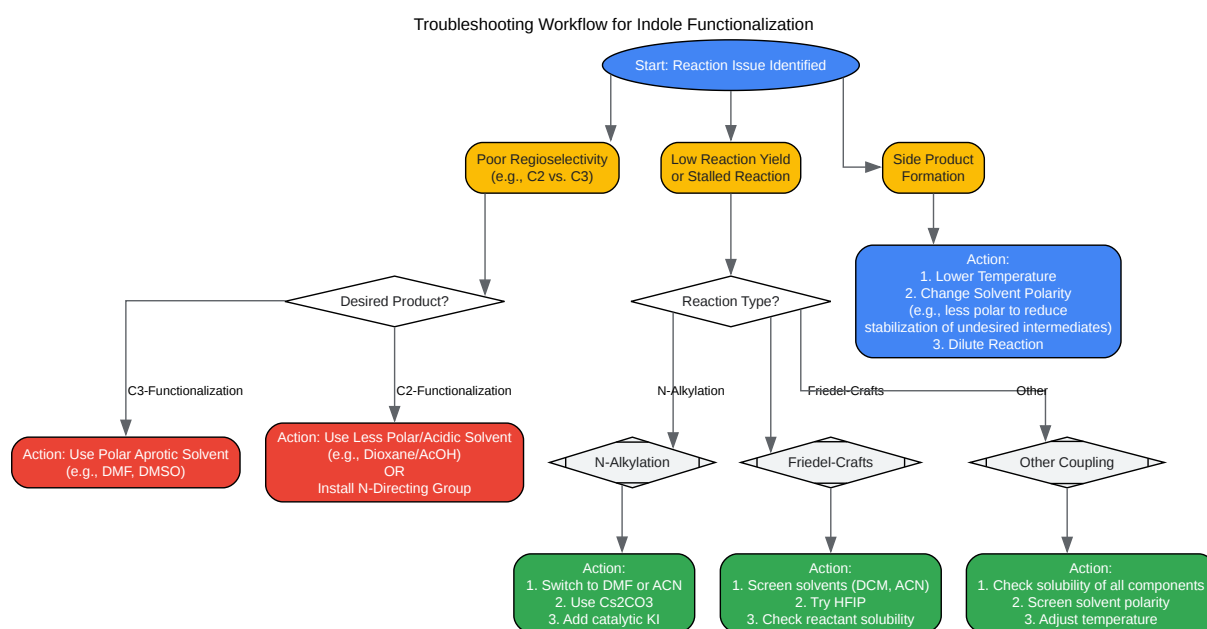 Troubleshooting Workflow for Indole Functionalization
Start: Reaction Issue Identified
Poor Regioselectivity
(e.g., C2 vs. C3)
Low Reaction Yield
or Stalled Reaction
Side Product
Formation
Action:
1. Lower Temperature
2. Change Solvent Polarity
(e.g., less polar to reduce
stabilization of undesired intermediates)
3. Dilute Reaction
Desired Product?
Reaction Type?
C3-Functionalization
C2-Functionalization
N-Alkylation
Friedel-Crafts
Other
Action: Use Polar Aprotic Solvent
(e.g., DMF, DMSO)
Action: Use Less Polar/Acidic Solvent
(e.g., Dioxane/AcOH)
OR
Install N-Directing Group
N-Alkylation
Friedel-Crafts
Other Coupling
Action:
1. Switch to DMF or ACN
2. Use Cs2CO3
3. Add catalytic KI
Action:
1. Screen solvents (DCM, ACN)
2. Try HFIP
3. Check reactant solubility
Action:
1. Check solubility of all components
2. Screen solvent polarity
3. Adjust temperature